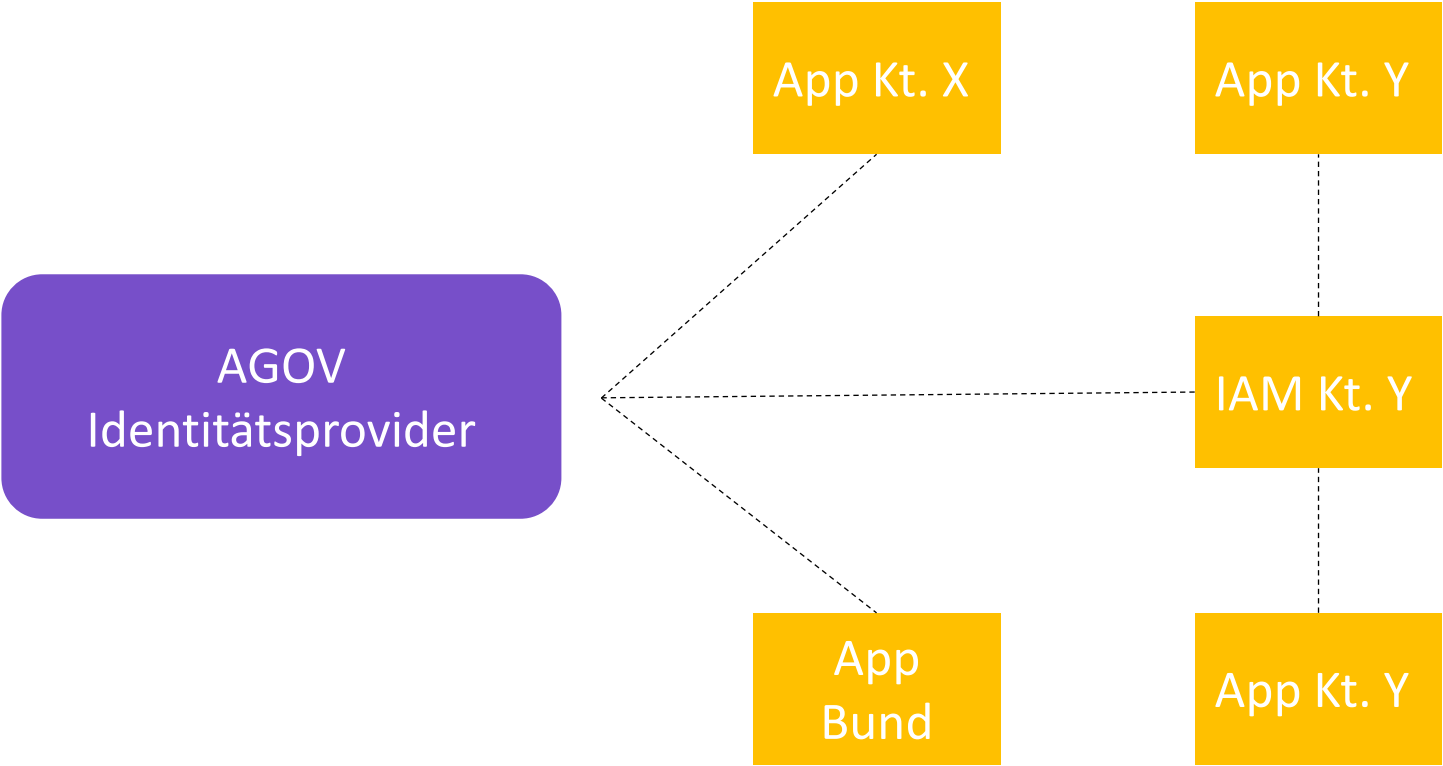 App Kt. X
App Kt. Y
AGOV
Identitätsprovider
IAM Kt. Y
App
Bund
App Kt. Y